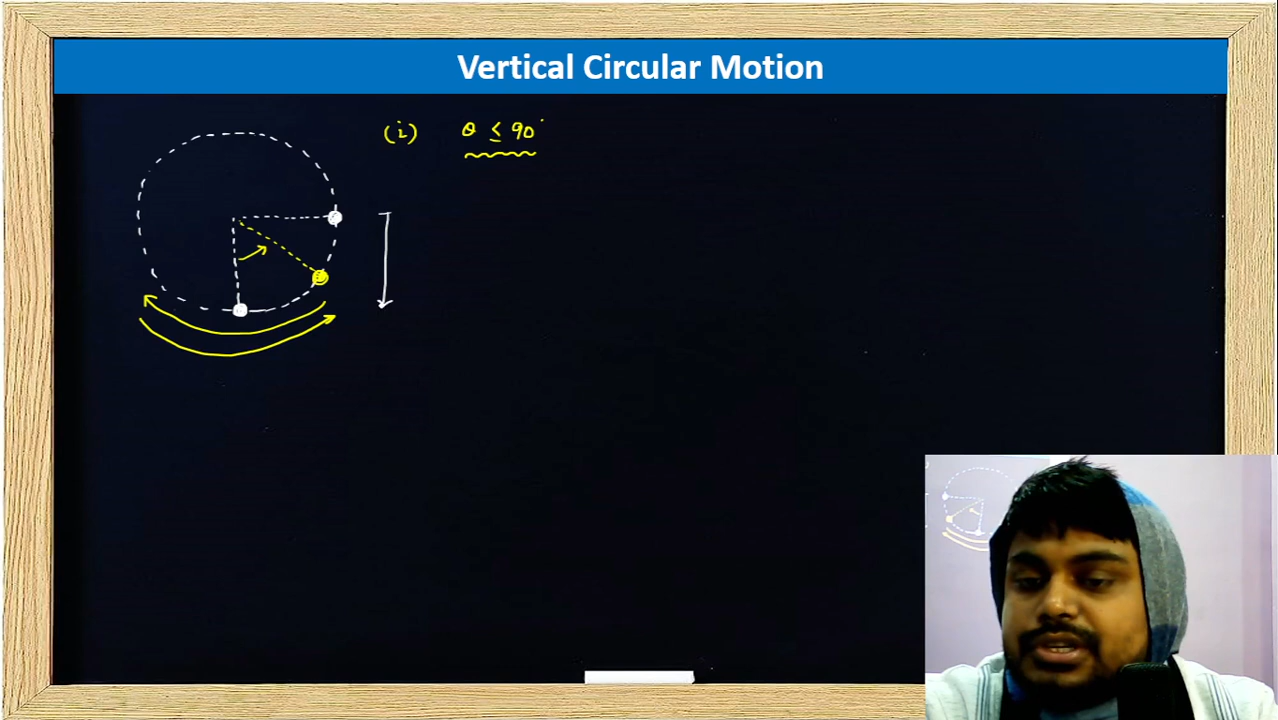 Vertical Circular Motion
(i) θ ≤ 90°